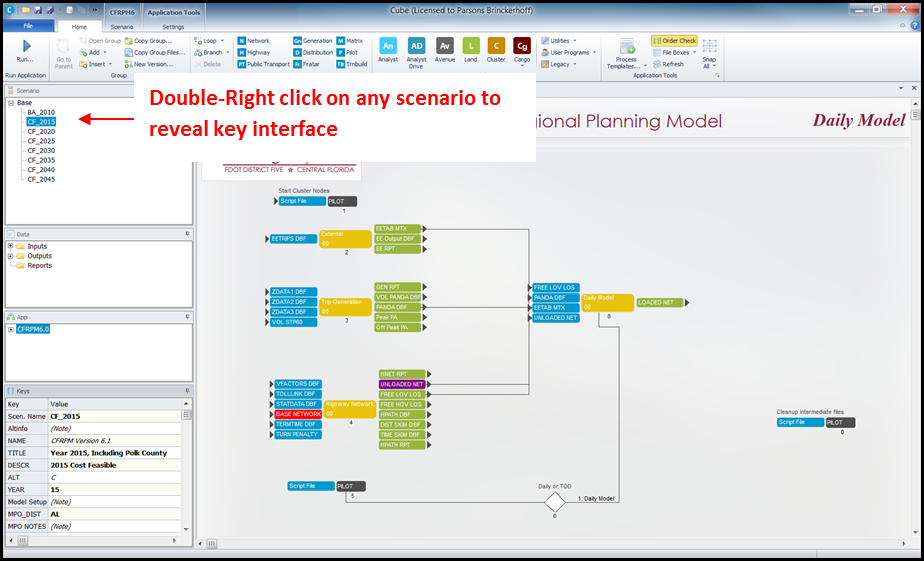 Cube (Licensed to Parsons Brinckerhoff)
CFRPM6 Application Tools
File Home Scenario Settings
Run...
Run Application
Go to Parent
Open Group
Add
Insert
Copy Group...
Copy Group Files...
New Version...
Group
Loop
Branch
Delete
N Network
H Highway
P Public Transport
Gn Generation
D Distribution
Fr Fratar
M Matrix
P Pilot
TB Trnbuild
An Analyst
AD Analyst Drive
Av Avenue
L Land
C Cluster
Cg Cargo
Utilities
User Programs
Legacy
Process Templates...
Order Check
File Boxes
Refresh
Snap All
Application Tools
Double-Right click on any scenario to
reveal key interface
Scenario
Base
BA_2010
CF_2015
CF_2020
CF_2025
CF_2030
CF_2035
CF_2040
CF_2045
Data
Inputs
Outputs
Reports
App
CFRPM6.0
Keys
Key Value
Scen. Name CF_2015
Altinfo (Note)
NAME CFRPM Version 6.1
TITLE Year 2015, Including Polk County
DESCR 2015 Cost Feasible
ALT C
YEAR 15
Model Setup (Note)
MPO_DIST AL
MPO NOTES (Note)
gional Planning Model
Daily Model
FDOT DISTRICT FIVE ★ CENTRAL FLORIDA
Start Cluster Nodes
Script File PILOT
1
EETRIPS DBF
External
00
2
EETAB MTX
EE Output DBF
EE RPT
ZDATA1 DBF
ZDATA2 DBF
ZDATA3 DBF
VOL STP60
Trip Generation
00
3
GEN RPT
VOL PANDA DBF
PANDA DBF
Peak PA
Off Peak PA
FREE LOV LOS
PANDA DBF
EETAB MTX
UNLOADED NET
Daily Model
00
8
LOADED NET
VFACTORS DBF
TOLLLINK DBF
STATDATA DBF
BASE NETWORK
TERMTIME DBF
TURN PENALTY
Highway Network
00
4
HNET RPT
UNLOADED NET
FREE LOV LOS
FREE HOV LOS
HPATH DBF
DIST SKIM DBF
TIME SKIM DBF
HPATH RPT
Cleanup intermediate files
Script File PILOT
0
Script File PILOT
5
Daily or TOD
1: Daily Model
6